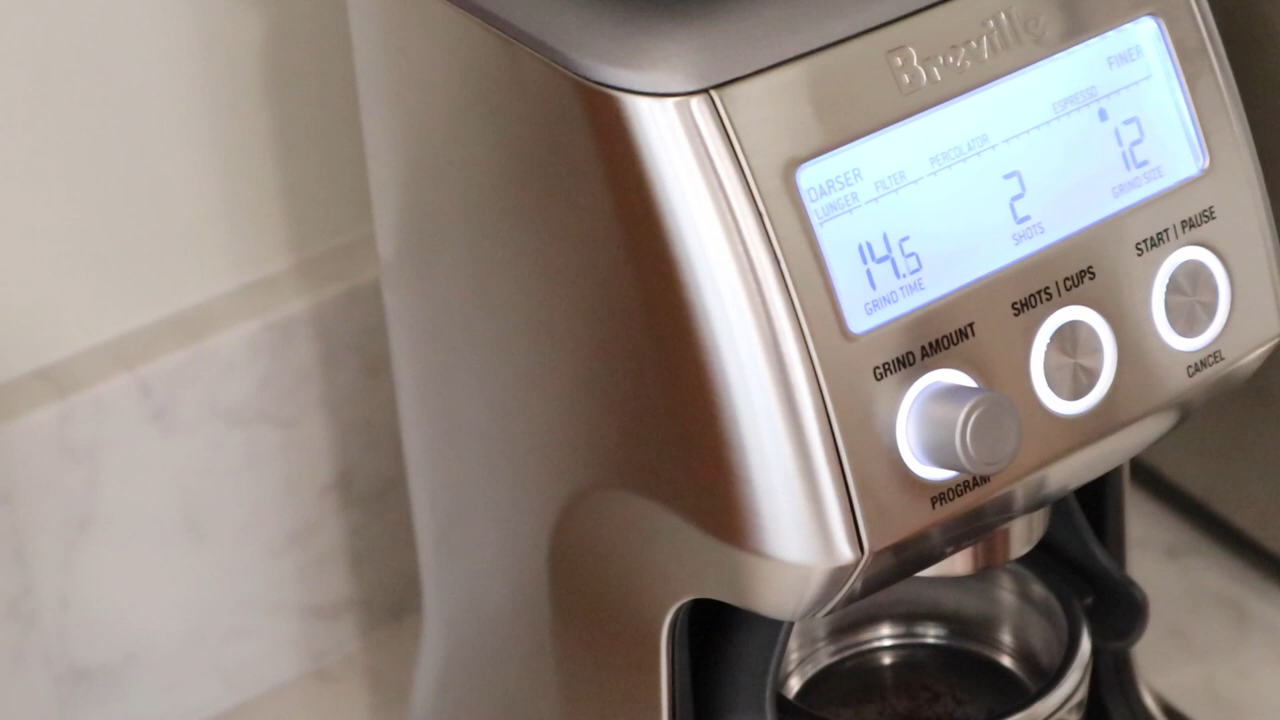 Breville
FINER
ESPRESSO
PERCOLATOR
FILTER
OARSER
LUNGER
14.6
GRIND TIME
2
SHOTS
12
GRIND SIZE
GRIND AMOUNT
SHOTS | CUPS
START | PAUSE
PROGRAM
CANCEL